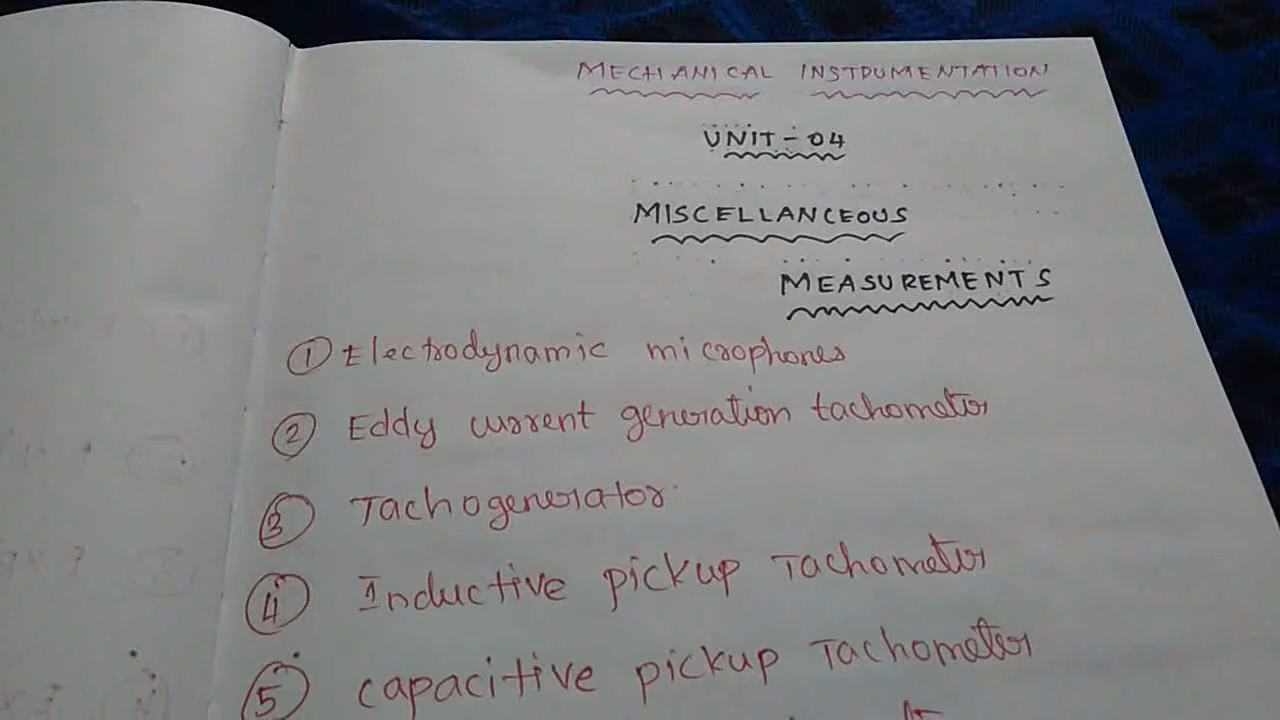 MECHANICAL INSTDUMENTATION
UNIT-04
MISCELLANCEOUS
MEASUREMENTS
① Electrodynamic microphones
② Eddy current generation tachometer
③ Tachogenerator
④ Inductive pickup Tachometer
⑤ Capacitive pickup Tachometer